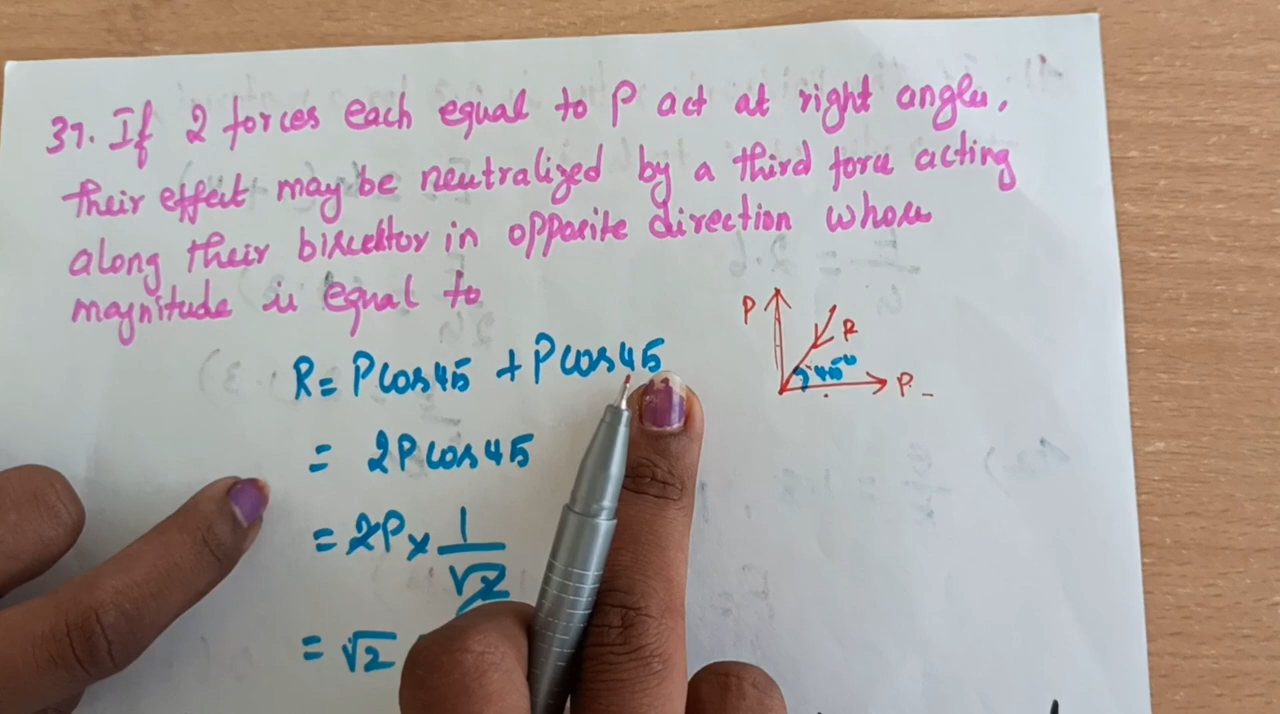 37. If 2 forces each equal to P act at right angles,
their effect may be neutralized by a third force acting
along their bisektor in opposite direction whose
magnitude is equal to
R = P cos 45 + P cos 45
= 2P cos 45
= 2P × 1/√2
= √2
P
R
45°
P